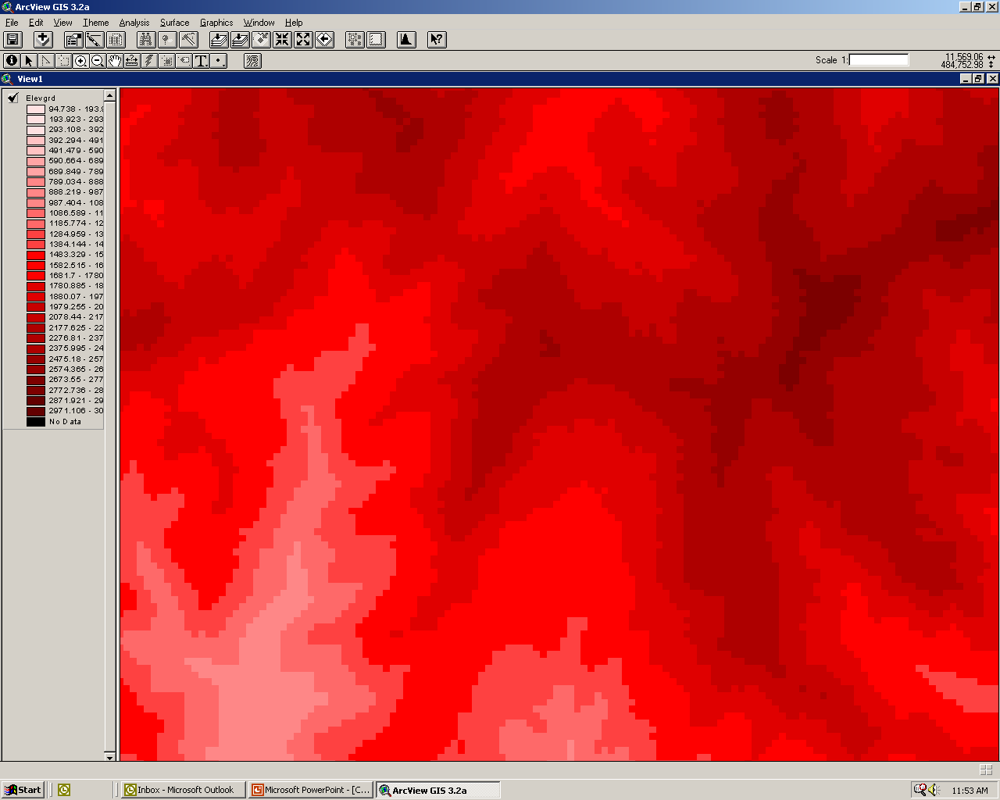 ArcView GIS 3.2a
File Edit View Theme Analysis Surface Graphics Window Help
Scale 1:
11,569.06
484,752.98
View1
Elevgrd
94.738 - 193.9
193.923 - 293
293.108 - 392
392.294 - 491
491.479 - 590
590.664 - 689
689.849 - 789
789.034 - 888
888.219 - 987
987.404 - 108
1086.589 - 11
1185.774 - 12
1284.959 - 13
1384.144 - 14
1483.329 - 15
1582.515 - 16
1681.7 - 1780
1780.885 - 18
1880.07 - 197
1979.255 - 20
2078.44 - 217
2177.625 - 22
2276.81 - 237
2375.995 - 24
2475.18 - 257
2574.365 - 26
2673.55 - 277
2772.736 - 28
2871.921 - 29
2971.106 - 30
No Data
Start Inbox - Microsoft Outlook Microsoft PowerPoint - [C... ArcView GIS 3.2a 11:53 AM